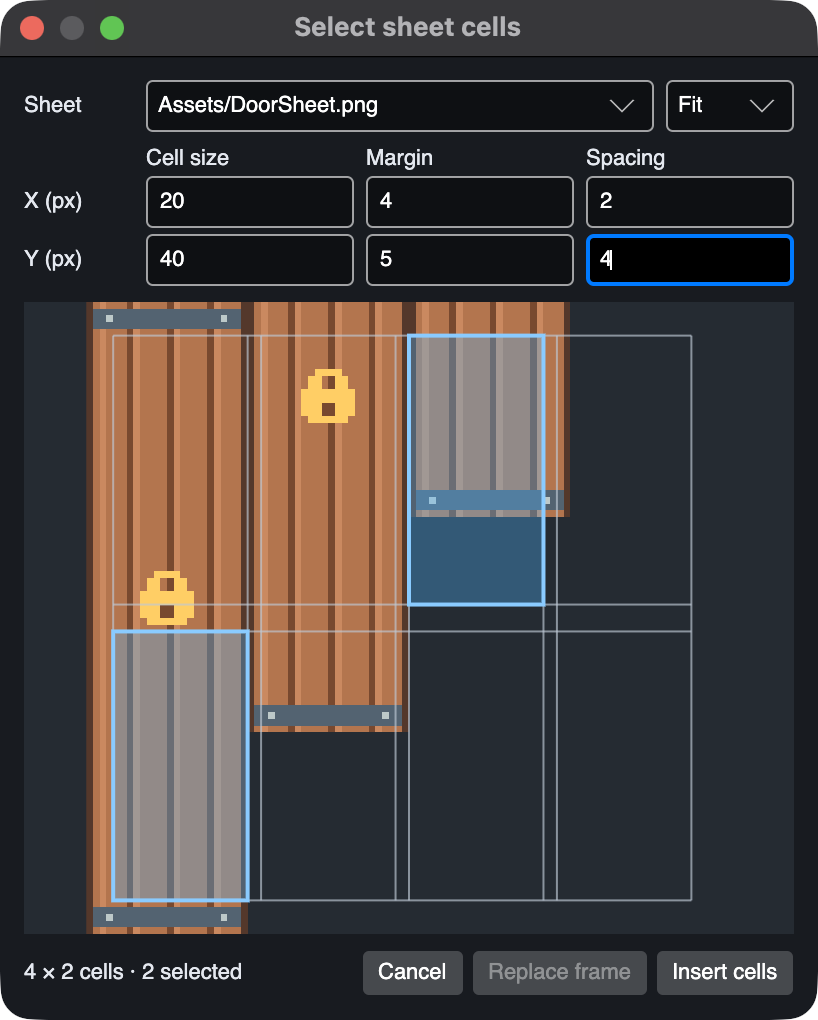 Select sheet cells
Sheet
Assets/DoorSheet.png
Fit
Cell size
Margin
Spacing
X (px)
20
4
2
Y (px)
40
5
4
4 × 2 cells · 2 selected
Cancel
Replace frame
Insert cells